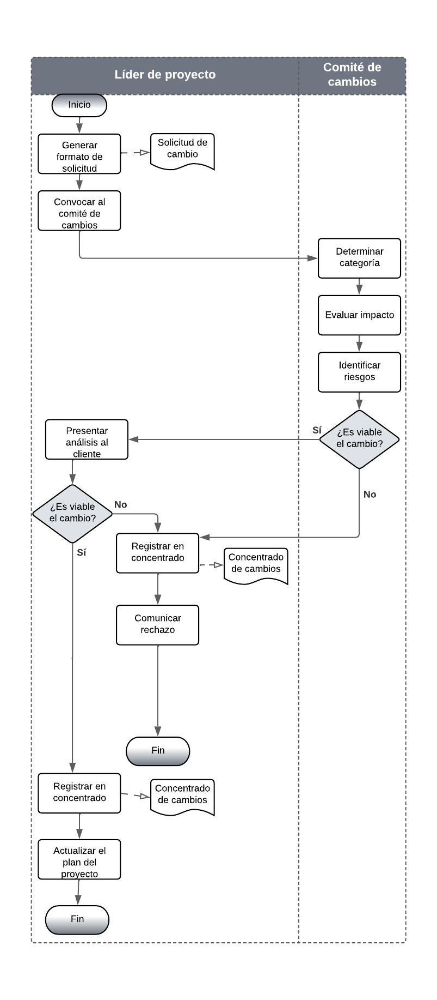 Líder de proyecto
Comité de
cambios
Inicio
Generar
formato de
solicitud
Solicitud de
cambio
Convocar al
comité de
cambios
Determinar
categoría
Evaluar impacto
Identificar
riesgos
¿Es viable
el cambio?
Sí
No
Presentar
análisis al
cliente
¿Es viable
el cambio?
No
Sí
Registrar en
concentrado
Concentrado
de cambios
Comunicar
rechazo
Fin
Registrar en
concentrado
Concentrado
de cambios
Actualizar el
plan del
proyecto
Fin